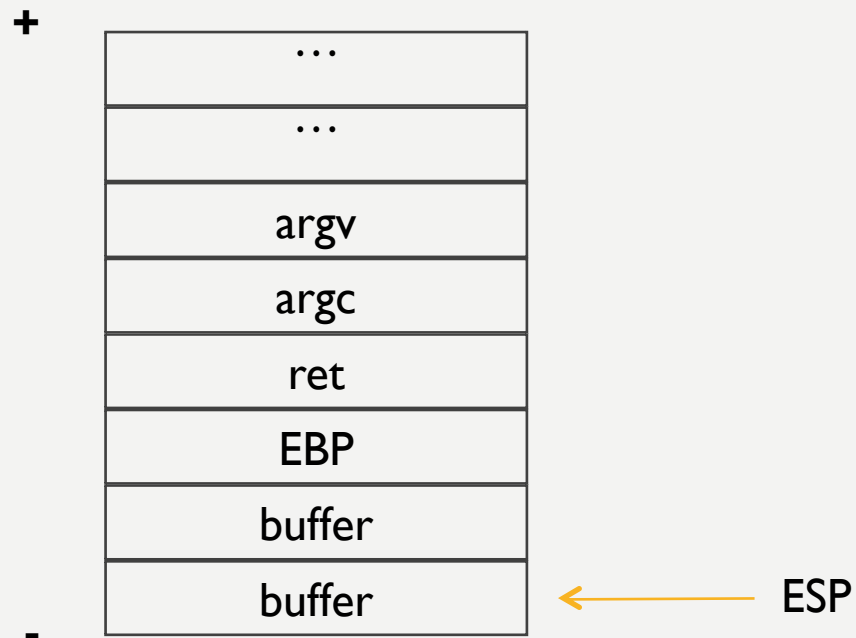 +
...
...
argv
argc
ret
EBP
buffer
buffer
ESP
-